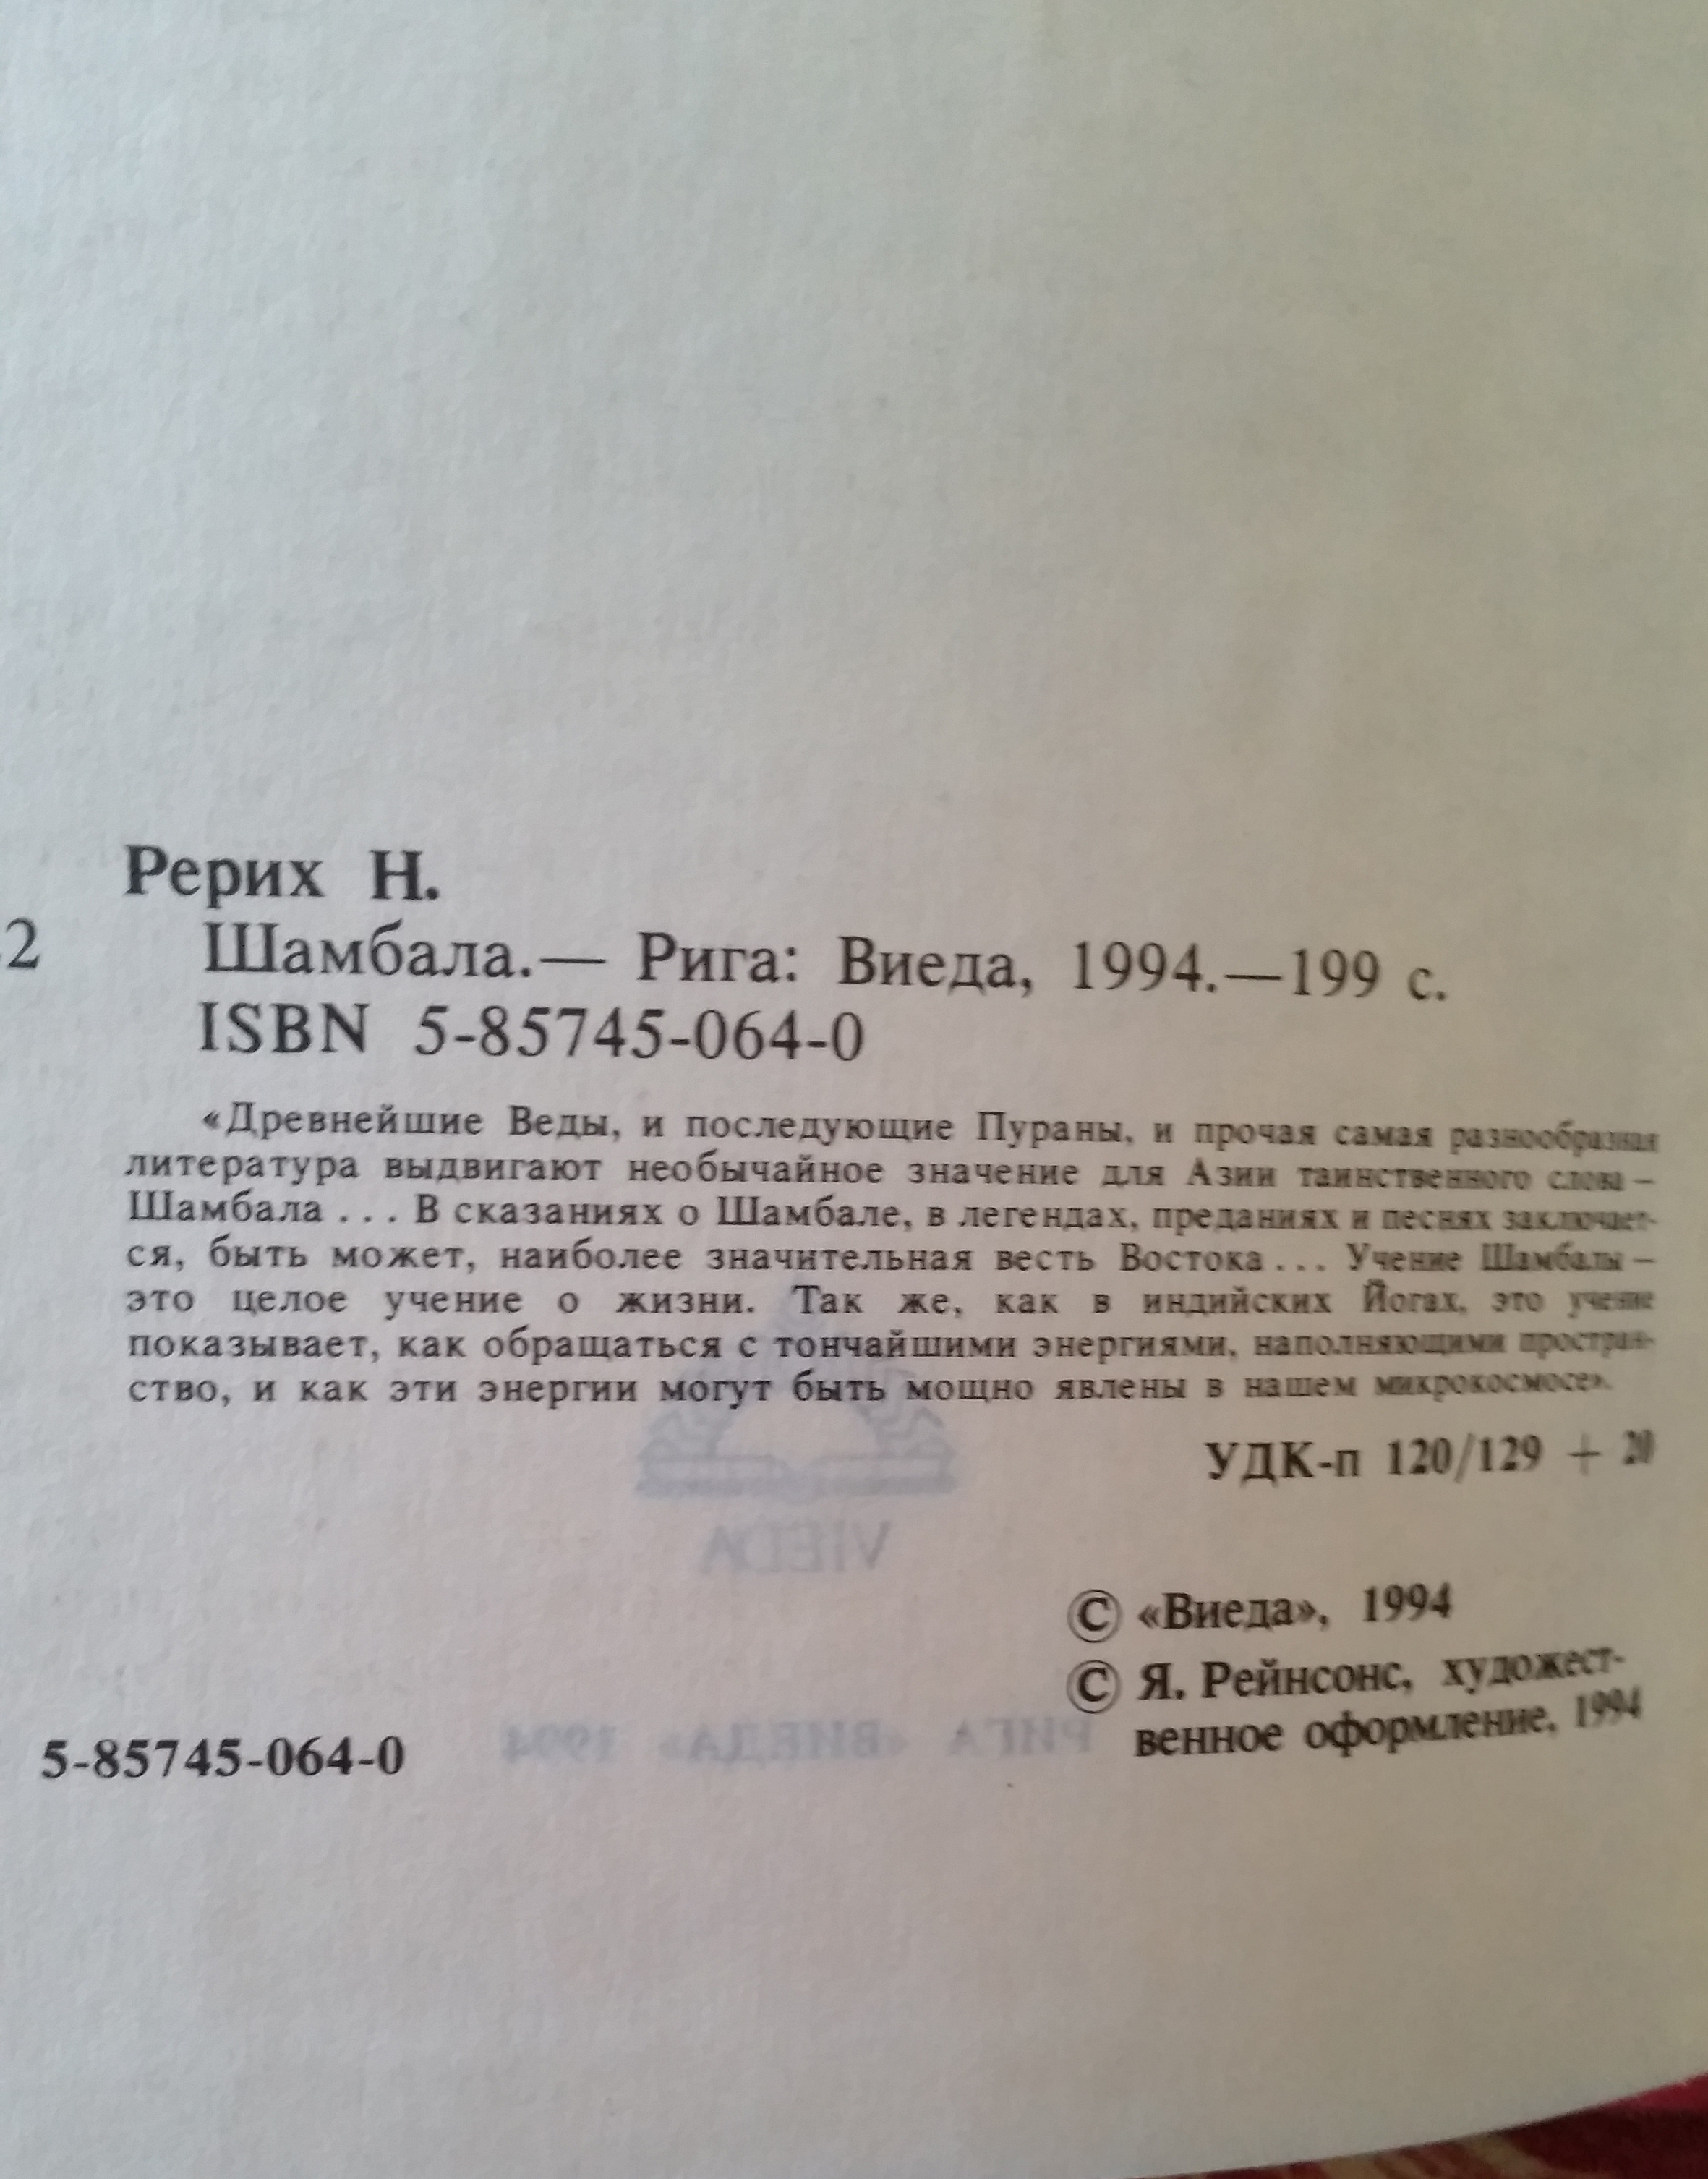 Рерих Н.
2 Шамбала.— Рига: Виеда, 1994.—199 с.
ISBN 5-85745-064-0
«Древнейшие Веды, и последующие Пураны, и прочая самая разнообразная
литература выдвигают необычайное значение для Азии таинственного слова –
Шамбала ... В сказаниях о Шамбале, в легендах, преданиях и песнях заключает-
ся, быть может, наиболее значительная весть Востока ... Учение Шамбалы –
это целое учение о жизни. Так же, как в индийских Йогах, это учение
показывает, как обращаться с тончайшими энергиями, наполняющими простран-
ство, и как эти энергии могут быть мощно явлены в нашем микрокосмосе».
УДК-п 120/129 + 20
VIEDA
© «Виеда», 1994
© Я. Рейнсонс, художест-
венное оформление, 1994
5-85745-064-0
РИГА «ВИЕДА» 1994